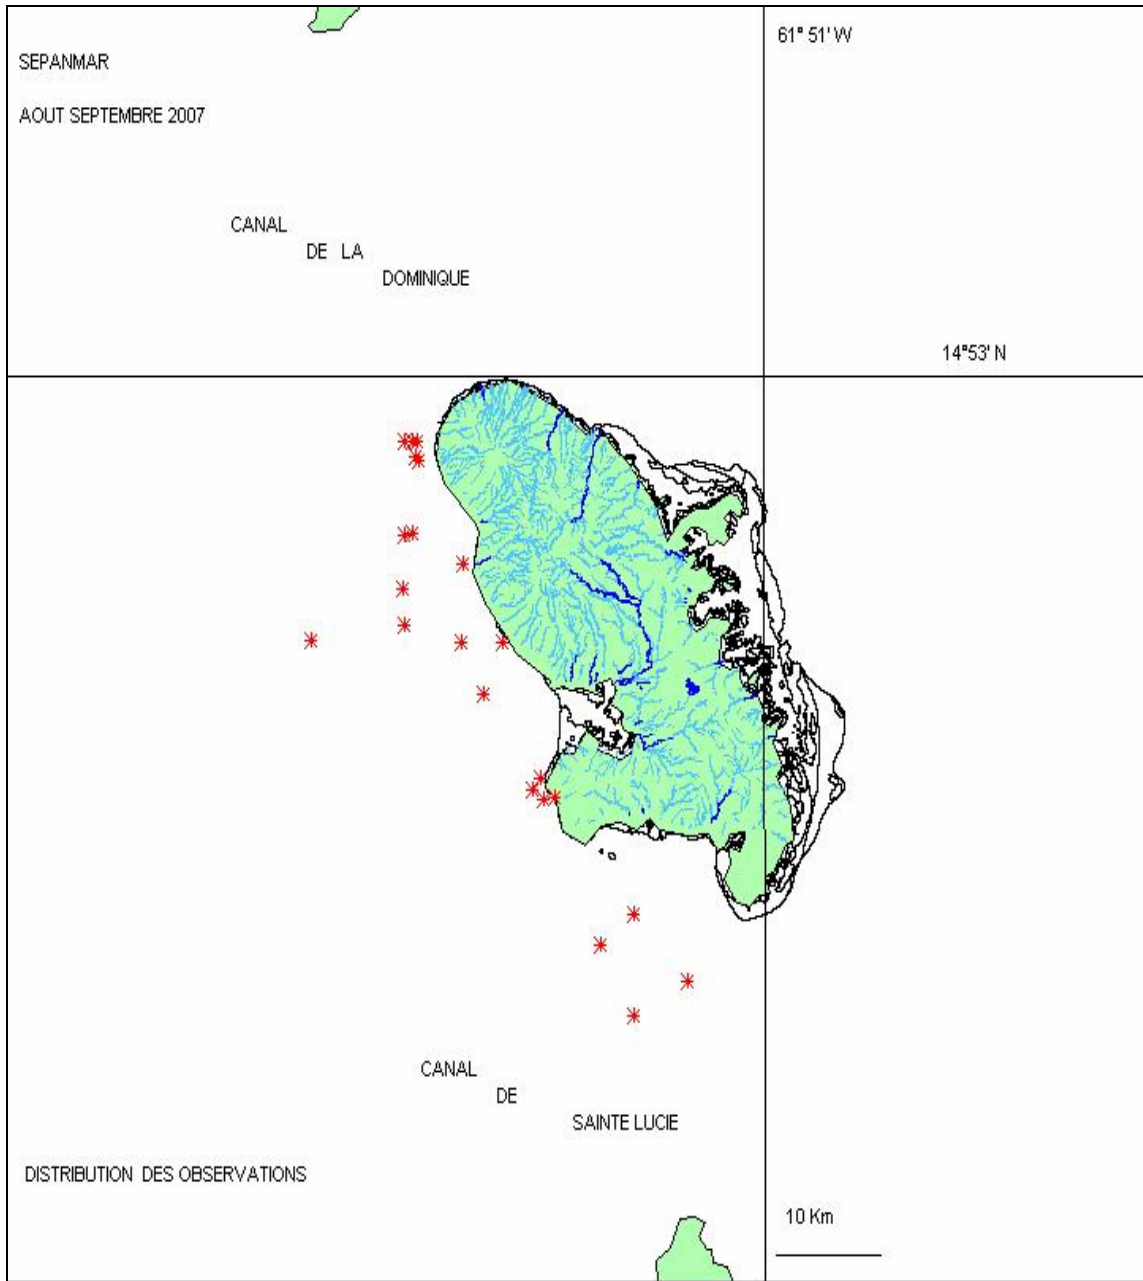 61° 51' W
SEPANMAR
AOUT SEPTEMBRE 2007
CANAL
DE LA
DOMINIQUE
14°53' N
CANAL
DE
SAINTE LUCIE
DISTRIBUTION DES OBSERVATIONS
10 Km